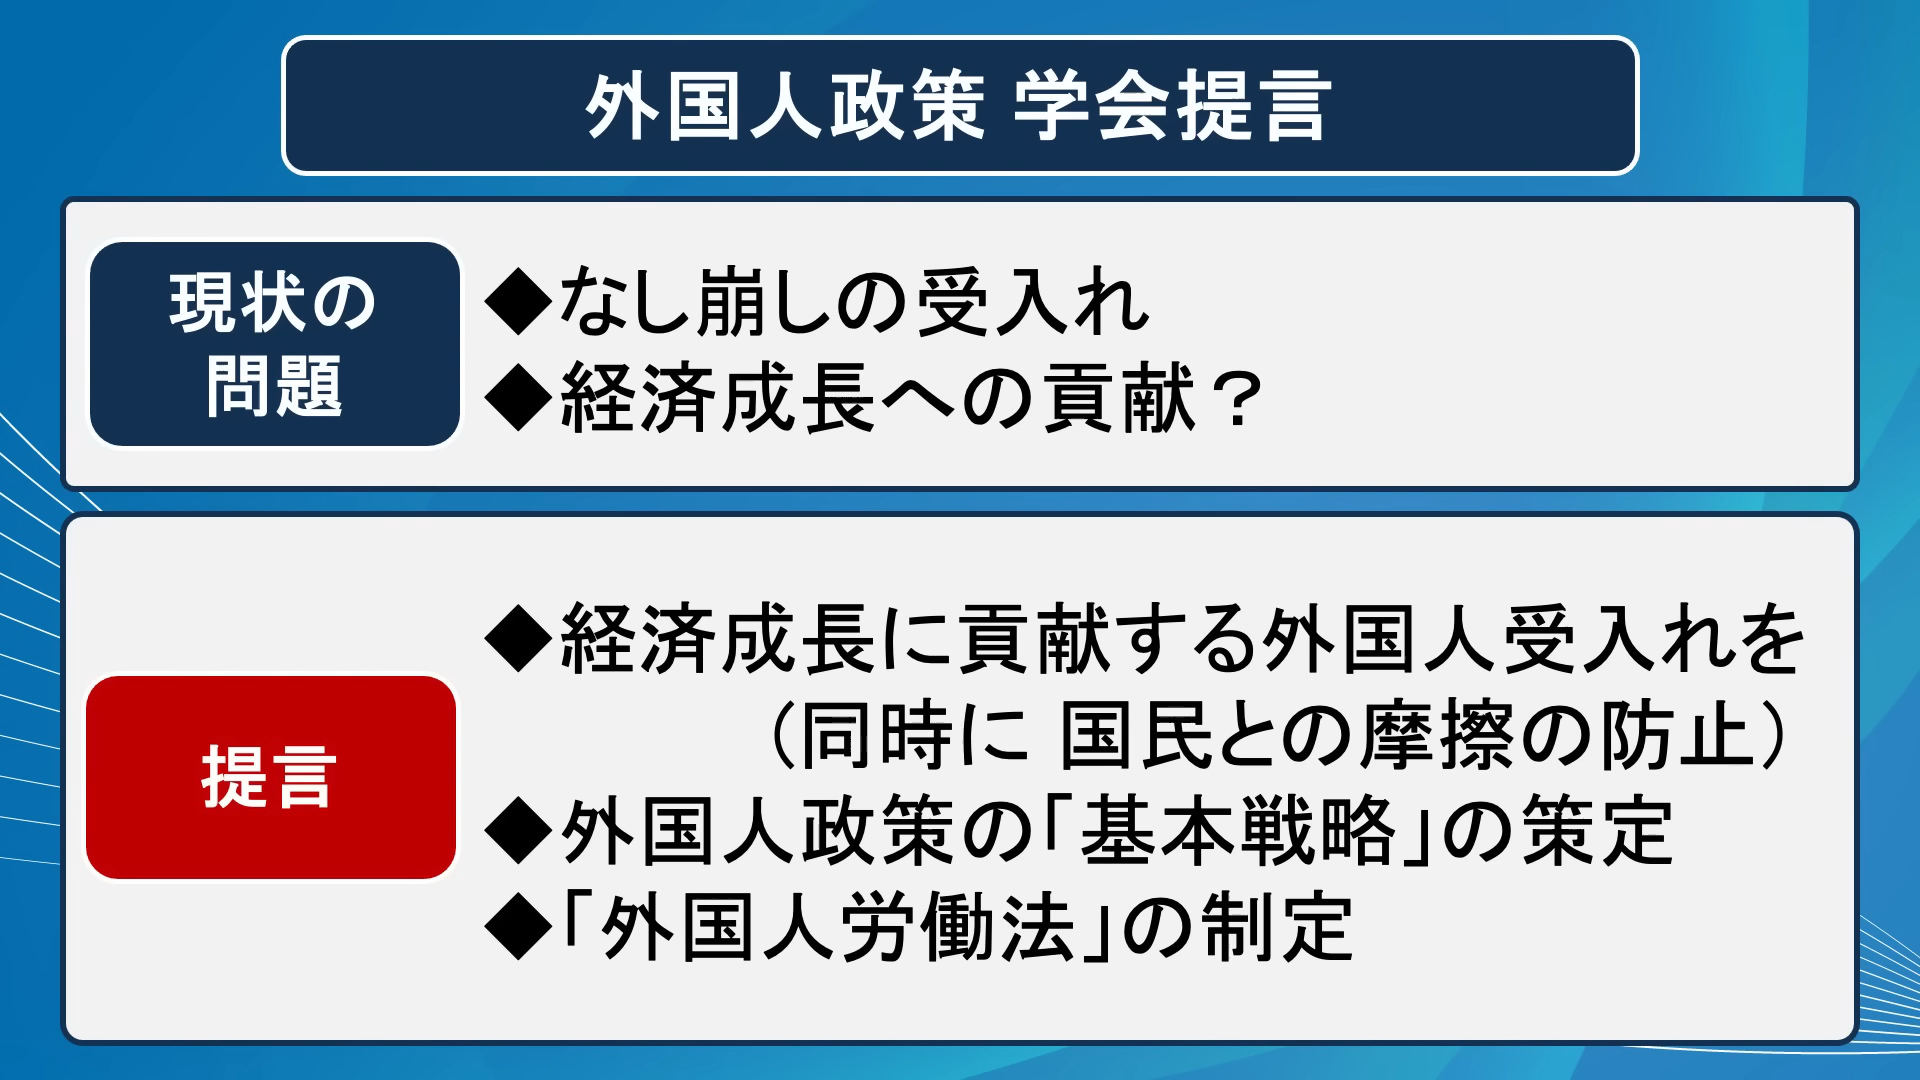 外国人政策 学会提言
現状の
問題
◆なし崩しの受入れ
◆経済成長への貢献？
提言
◆経済成長に貢献する外国人受入れを
（同時に 国民との摩擦の防止）
◆外国人政策の「基本戦略」の策定
◆「外国人労働法」の制定